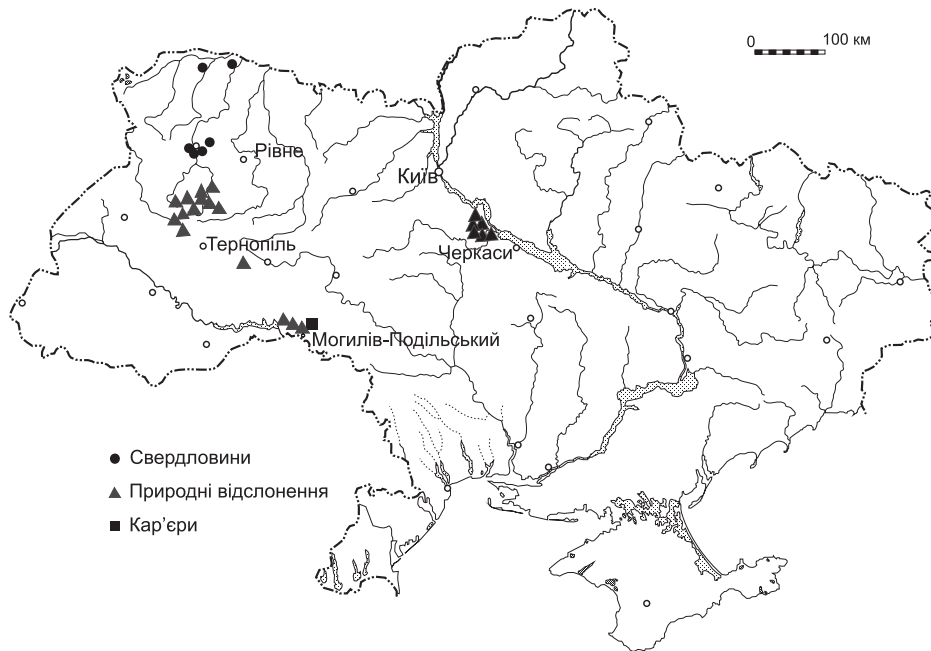 0 100 км
Рівне
Київ
Тернопіль
Черкаси
Могилів-Подільський
Свердловини
Природні відслонення
Кар’єри